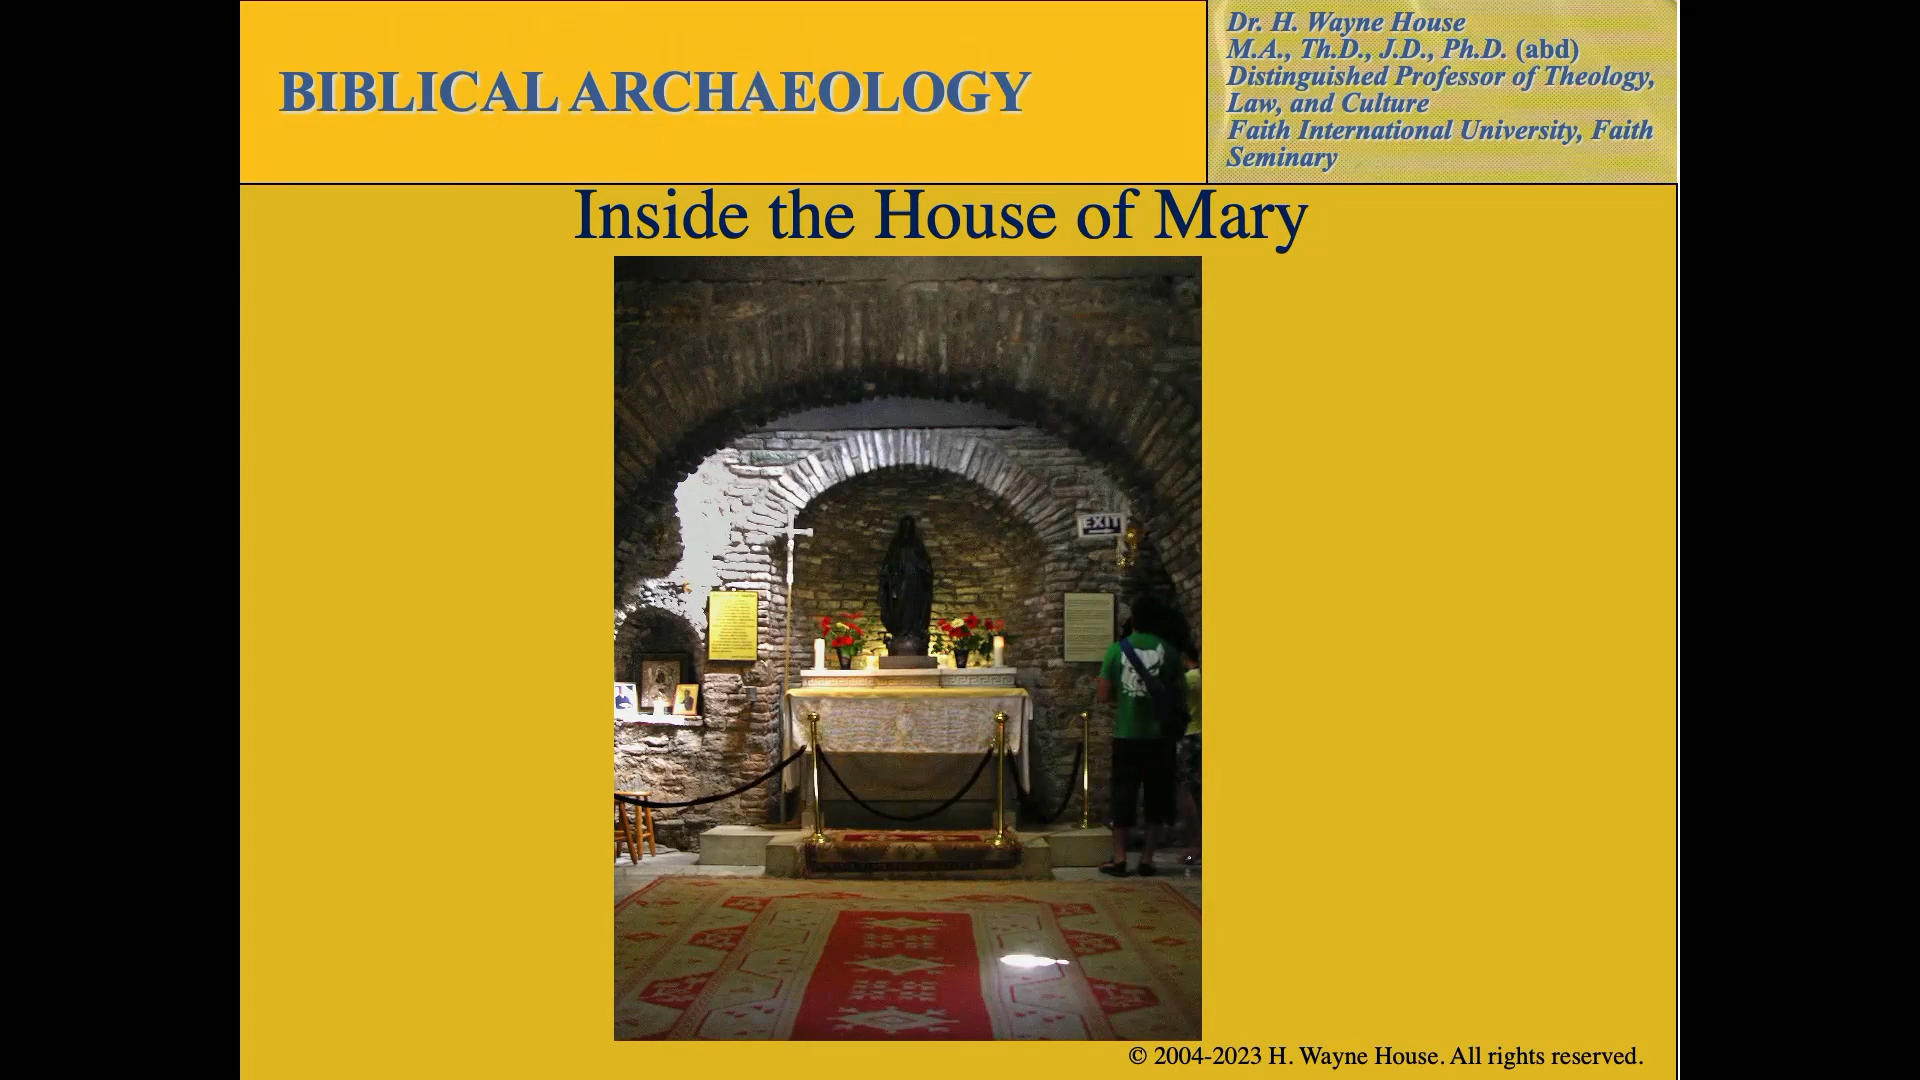 BIBLICAL ARCHAEOLOGY
Dr. H. Wayne House
M.A., Th.D., J.D., Ph.D. (abd)
Distinguished Professor of Theology,
Law, and Culture
Faith International University, Faith
Seminary
Inside the House of Mary
EXIT
© 2004-2023 H. Wayne House. All rights reserved.